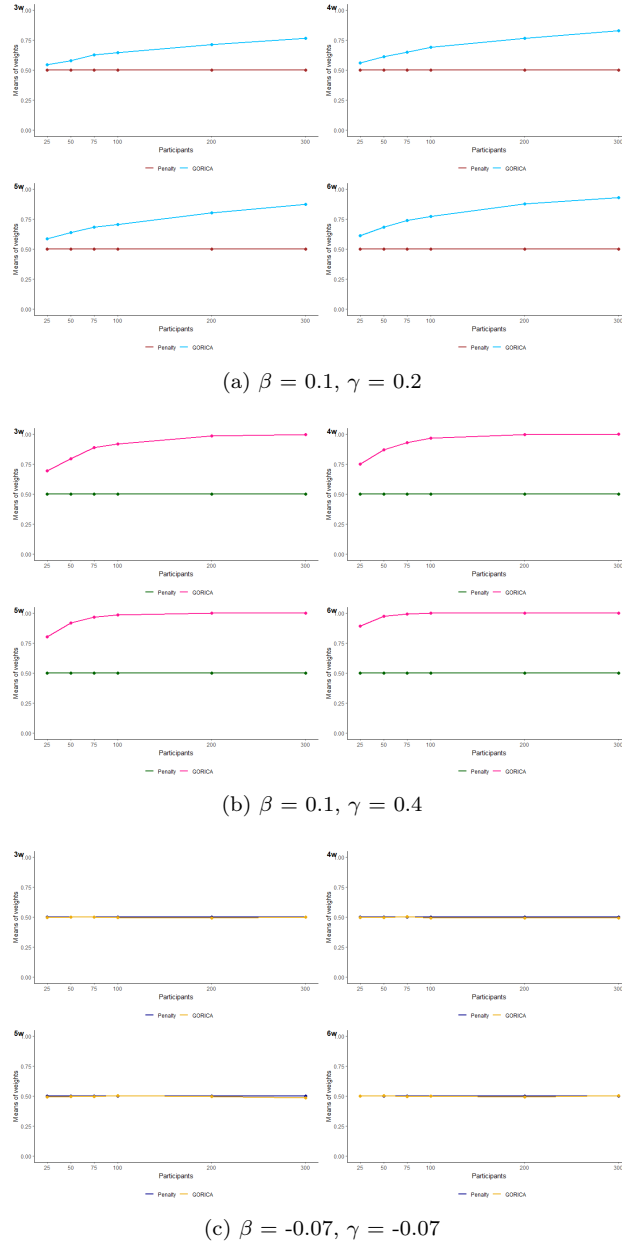 3w 4w
1.00 1.00
0.75 0.75
0.50 0.50
0.25 0.25
0.00 0.00
Means of weights Means of weights
25 50 75 100 200 300 25 50 75 100 200 300
Participants Participants
Penalty GORICA Penalty GORICA
5w 6w
1.00 1.00
0.75 0.75
0.50 0.50
0.25 0.25
0.00 0.00
Means of weights Means of weights
25 50 75 100 200 300 25 50 75 100 200 300
Participants Participants
Penalty GORICA Penalty GORICA
(a) β = 0.1, γ = 0.2
3w 4w
1.00 1.00
0.75 0.75
0.50 0.50
0.25 0.25
0.00 0.00
Means of weights Means of weights
25 50 75 100 200 300 25 50 75 100 200 300
Participants Participants
Penalty GORICA Penalty GORICA
5w 6w
1.00 1.00
0.75 0.75
0.50 0.50
0.25 0.25
0.00 0.00
Means of weights Means of weights
25 50 75 100 200 300 25 50 75 100 200 300
Participants Participants
Penalty GORICA Penalty GORICA
(b) β = 0.1, γ = 0.4
3w 4w
1.00 1.00
0.75 0.75
0.50 0.50
0.25 0.25
0.00 0.00
Means of weights Means of weights
25 50 75 100 200 300 25 50 75 100 200 300
Participants Participants
Penalty GORICA Penalty GORICA
5w 6w
1.00 1.00
0.75 0.75
0.50 0.50
0.25 0.25
0.00 0.00
Means of weights Means of weights
25 50 75 100 200 300 25 50 75 100 200 300
Participants Participants
Penalty GORICA Penalty GORICA
(c) β = -0.07, γ = -0.07